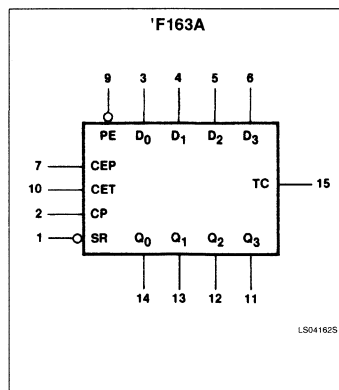 'F163A
9 3 4 5 6
PE D0 D1 D2 D3
7 CEP
10 CET
TC 15
2 CP
1 SR Q0 Q1 Q2 Q3
14 13 12 11
LS04162S